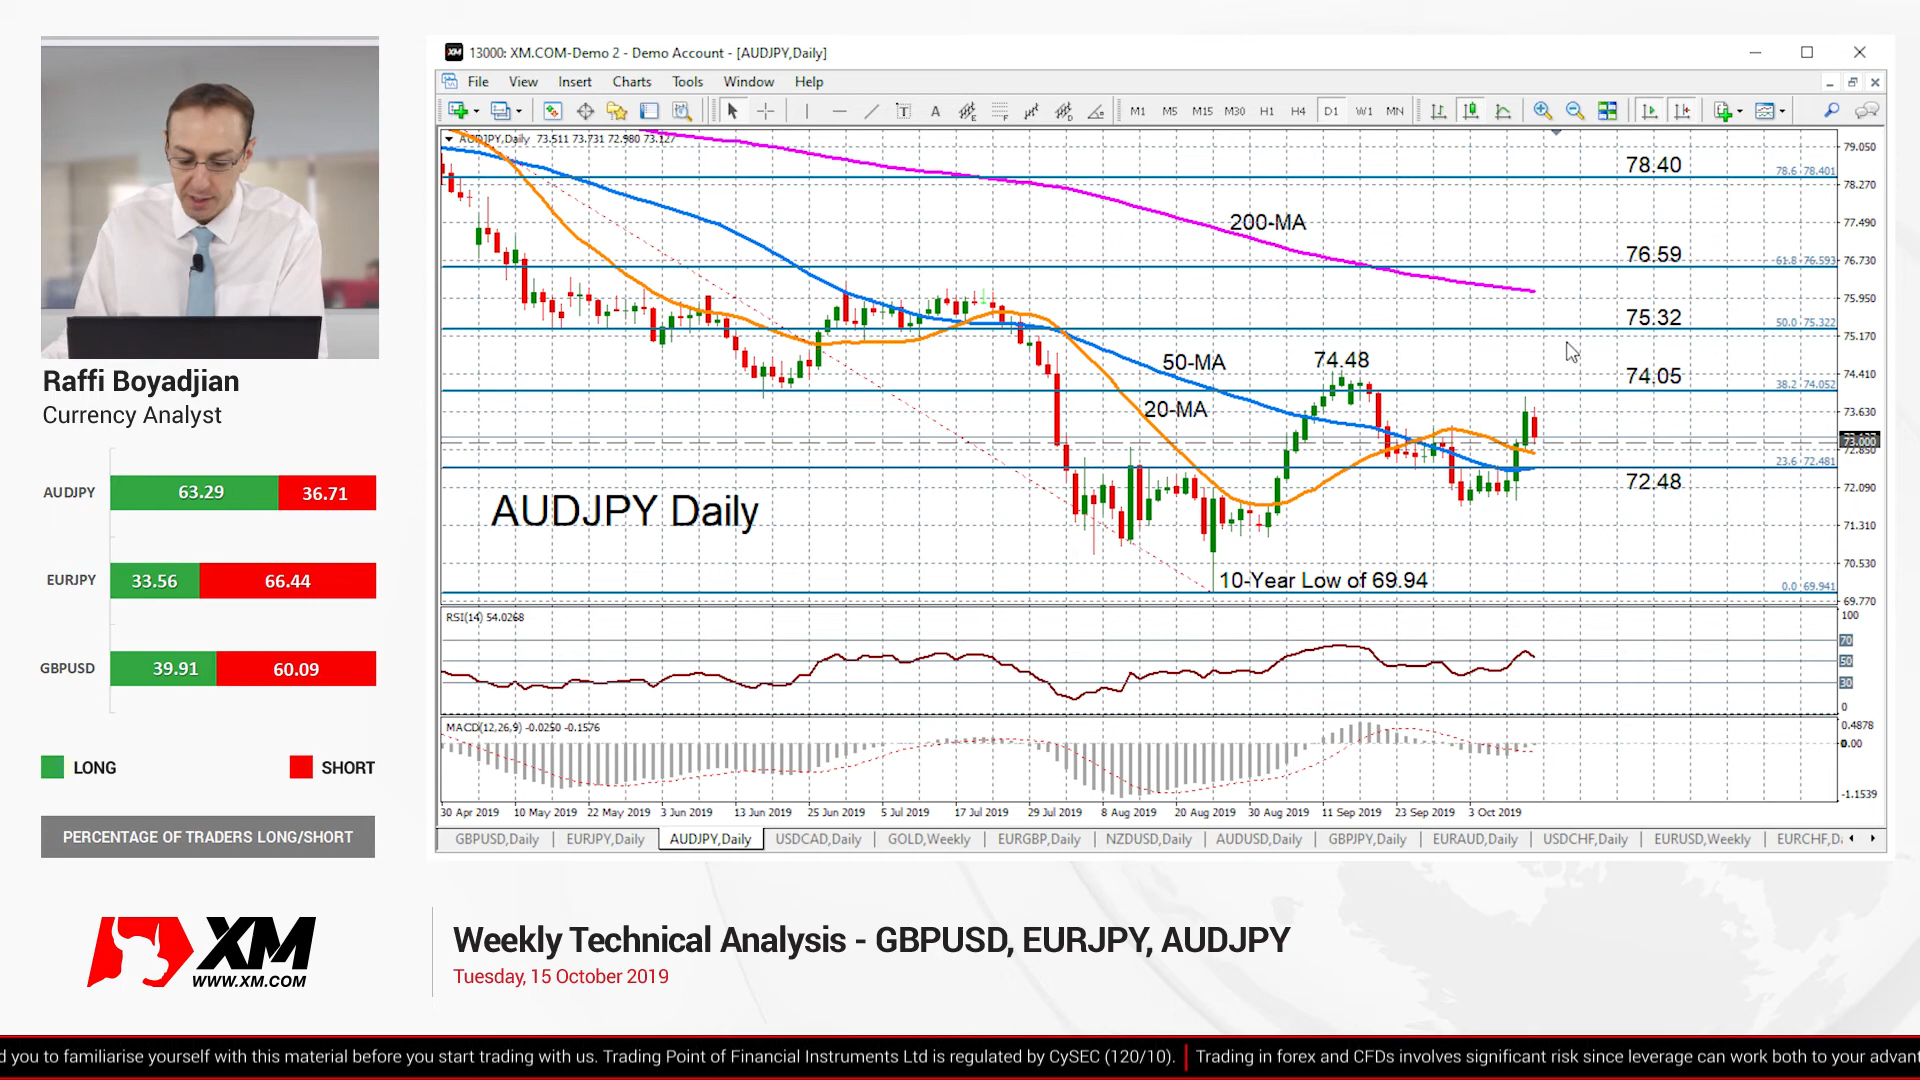 13000: XM.COM-Demo 2 - Demo Account - [AUDJPY,Daily]
File View Insert Charts Tools Window Help
M1 M5 M15 M30 H1 H4 D1 W1 MN
AUDJPY,Daily 73.511 73.731 72.980 73.127
78.40
78.6 78.401
200-MA
76.59
61.8 76.593
75.32
50.0 75.322
50-MA
74.48
74.05
38.2 74.052
20-MA
23.6 72.481
72.48
AUDJPY Daily
10-Year Low of 69.94
0.0 69.941
79.050
78.270
77.490
76.730
75.950
75.170
74.410
73.630
73.000
72.850
72.090
71.310
70.530
69.770
RSI(14) 54.0268
100
70
50
30
0
MACD(12,26,9) -0.0250 -0.1576
0.4878
0.00
-1.1539
30 Apr 2019 10 May 2019 22 May 2019 3 Jun 2019 13 Jun 2019 25 Jun 2019 5 Jul 2019 17 Jul 2019 29 Jul 2019 8 Aug 2019 20 Aug 2019 30 Aug 2019 11 Sep 2019 23 Sep 2019 3 Oct 2019
GBPUSD,Daily EURJPY,Daily AUDJPY,Daily USDCAD,Daily GOLD,Weekly EURGBP,Daily NZDUSD,Daily AUDUSD,Daily GBPJPY,Daily EURAUD,Daily USDCHF,Daily EURUSD,Weekly EURCHF,D
Raffi Boyadjian
Currency Analyst
AUDJPY 63.29 36.71
EURJPY 33.56 66.44
GBPUSD 39.91 60.09
LONG SHORT
PERCENTAGE OF TRADERS LONG/SHORT
XM
WWW.XM.COM
Weekly Technical Analysis - GBPUSD, EURJPY, AUDJPY
Tuesday, 15 October 2019
d you to familiarise yourself with this material before you start trading with us. Trading Point of Financial Instruments Ltd is regulated by CySEC (120/10). | Trading in forex and CFDs involves significant risk since leverage can work both to your advant